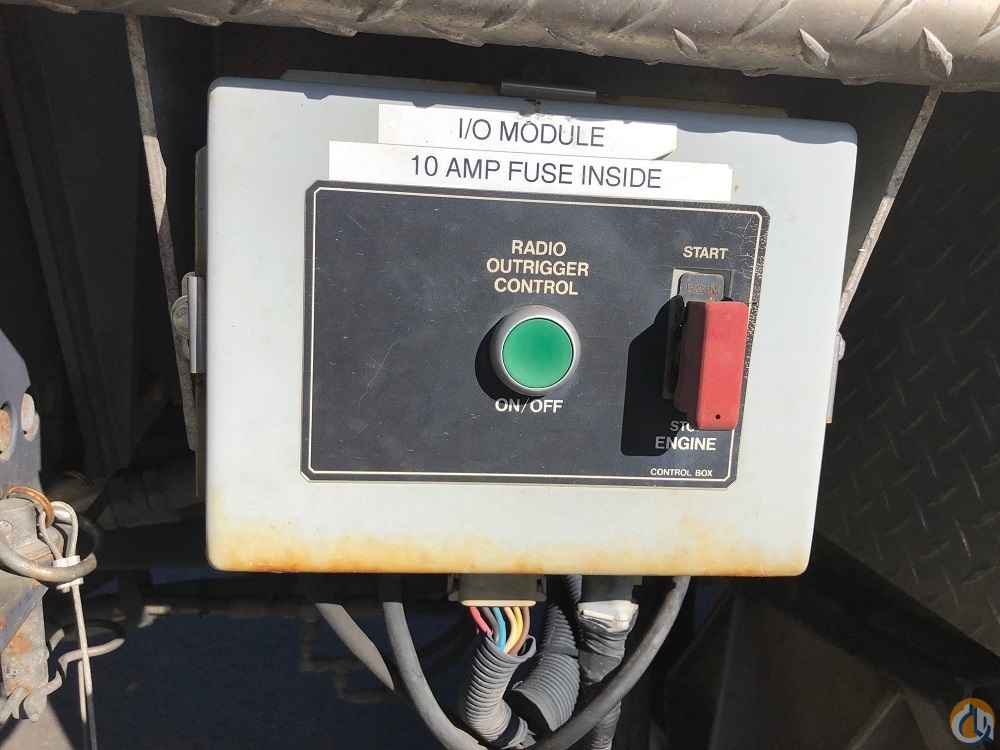 I/O MODULE
10 AMP FUSE INSIDE
RADIO
OUTRIGGER
CONTROL
ON/OFF
START
ENGINE
CONTROL BOX